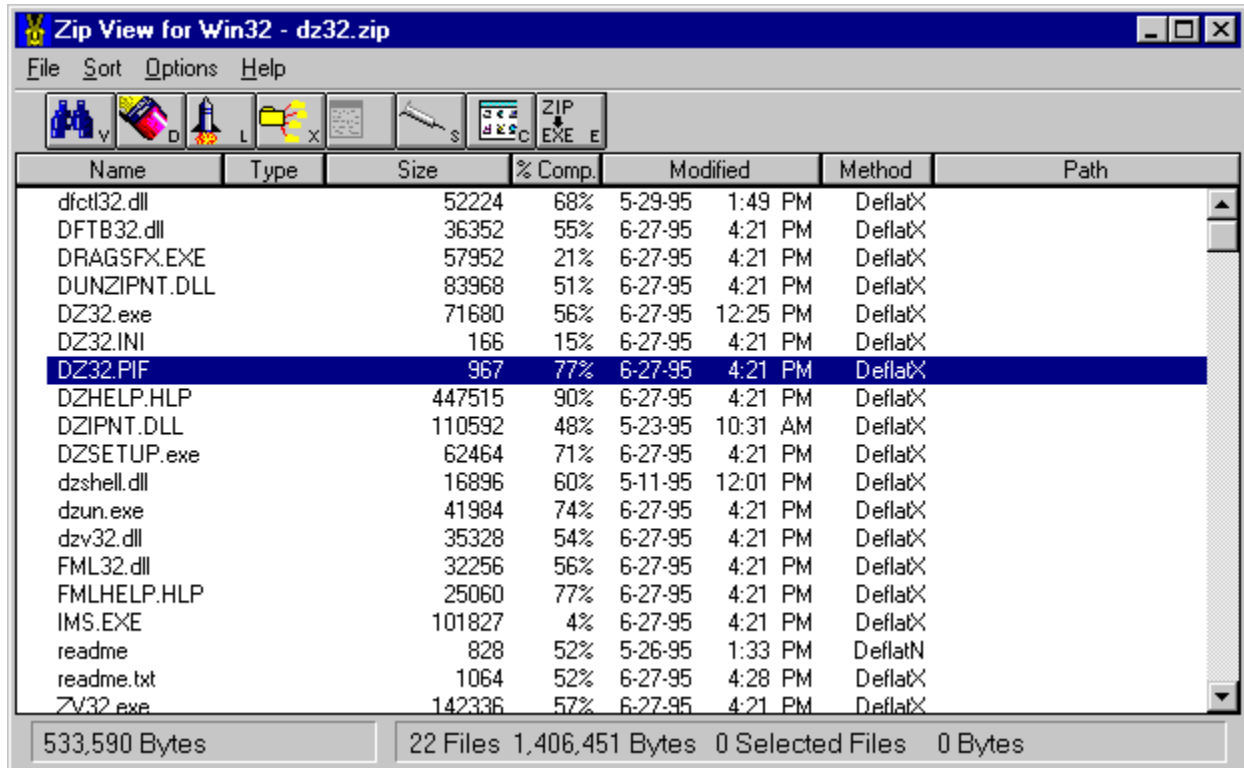 Zip View for Win32 - dz32.zip
File Sort Options Help
V D L X S C ZIP EXE E
Name Type Size % Comp. Modified Method Path
dfctl32.dll 52224 68% 5-29-95 1:49 PM DeflatX
DFTB32.dll 36352 55% 6-27-95 4:21 PM DeflatX
DRAGSFX.EXE 57952 21% 6-27-95 4:21 PM DeflatX
DUNZIPNT.DLL 83968 51% 6-27-95 4:21 PM DeflatX
DZ32.exe 71680 56% 6-27-95 12:25 PM DeflatX
DZ32.INI 166 15% 6-27-95 4:21 PM DeflatX
DZ32.PIF 967 77% 6-27-95 4:21 PM DeflatX
DZHELP.HLP 447515 90% 6-27-95 4:21 PM DeflatX
DZIPNT.DLL 110592 48% 5-23-95 10:31 AM DeflatX
DZSETUP.exe 62464 71% 6-27-95 4:21 PM DeflatX
dzshell.dll 16896 60% 5-11-95 12:01 PM DeflatX
dzun.exe 41984 74% 6-27-95 4:21 PM DeflatX
dzv32.dll 35328 54% 6-27-95 4:21 PM DeflatX
FML32.dll 32256 56% 6-27-95 4:21 PM DeflatX
FMLHELP.HLP 25060 77% 6-27-95 4:21 PM DeflatX
IMS.EXE 101827 4% 6-27-95 4:21 PM DeflatX
readme 828 52% 5-26-95 1:33 PM DeflatN
readme.txt 1064 52% 6-27-95 4:28 PM DeflatX
ZV32.exe 142336 57% 6-27-95 4:21 PM DeflatX
533,590 Bytes 22 Files 1,406,451 Bytes 0 Selected Files 0 Bytes